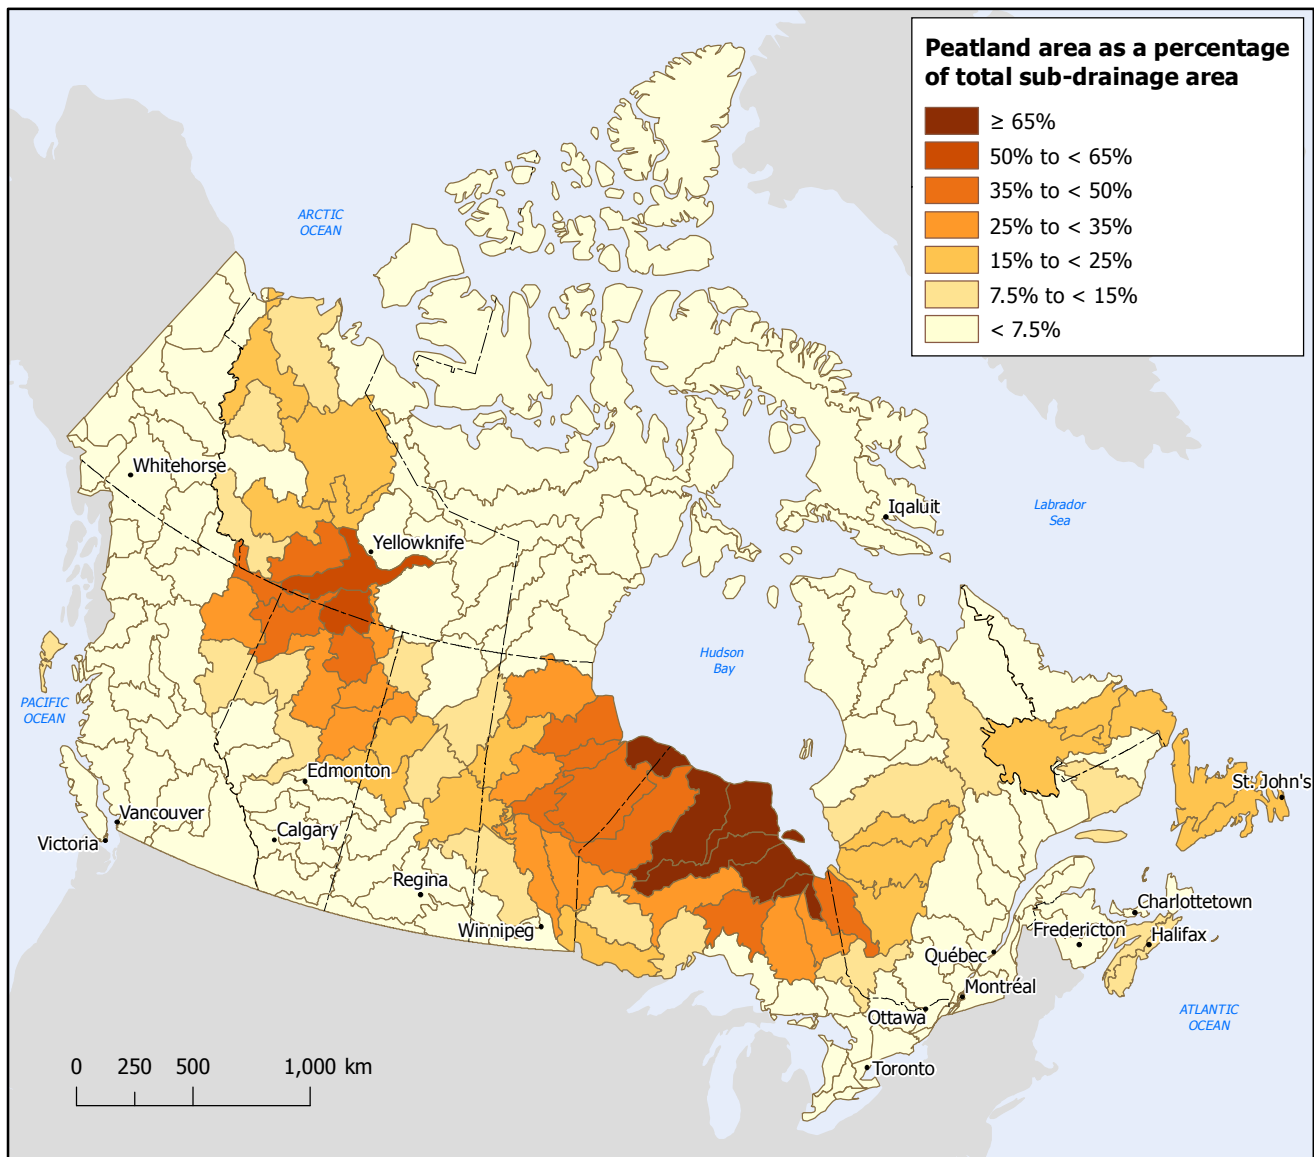 Peatland area as a percentage
of total sub-drainage area
≥ 65%
50% to < 65%
35% to < 50%
25% to < 35%
15% to < 25%
7.5% to < 15%
< 7.5%
ARCTIC
OCEAN
Whitehorse
Iqaluit
Labrador
Sea
Yellowknife
Hudson
Bay
PACIFIC
OCEAN
Edmonton
St. John's
Vancouver
Calgary
Victoria
Regina
Charlottetown
Winnipeg
Fredericton
Halifax
Québec
Montréal
Ottawa
ATLANTIC
OCEAN
Toronto
0 250 500 1,000 km